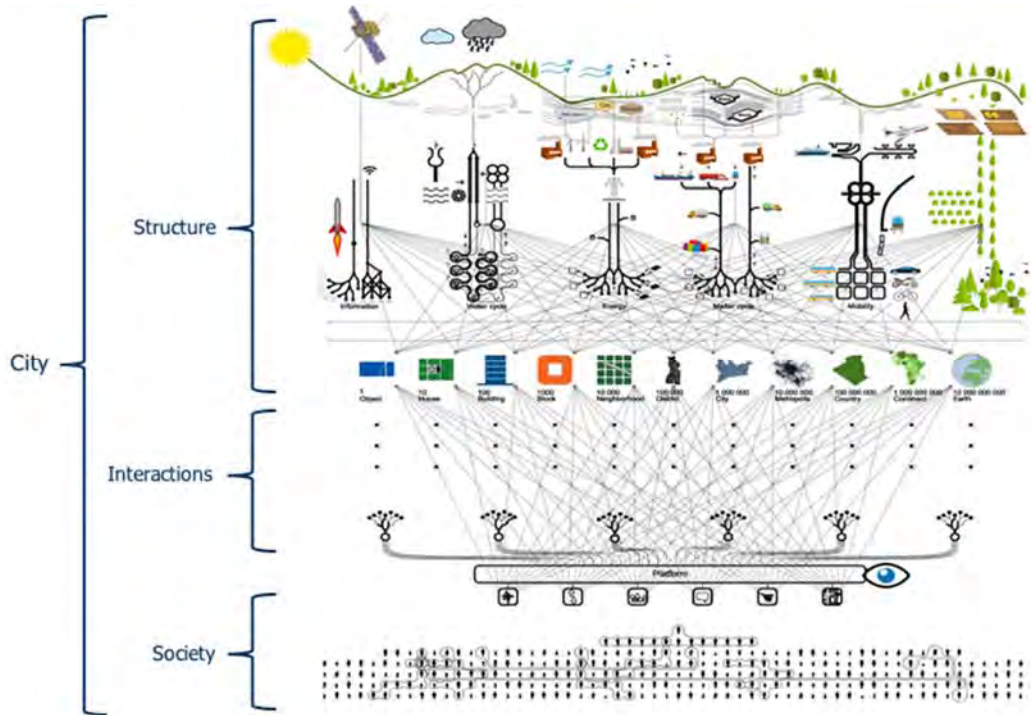 City
Structure
Interactions
Society
Information
Water cycle
Energy
Matter cycle
Mobility
1
Object
10
House
100
Building
1000
Block
10 000
Neighborhood
100 000
District
1 000 000
City
10 000 000
Metropolis
100 000 000
Country
1 000 000 000
Continent
10 000 000 000
Earth
Platform